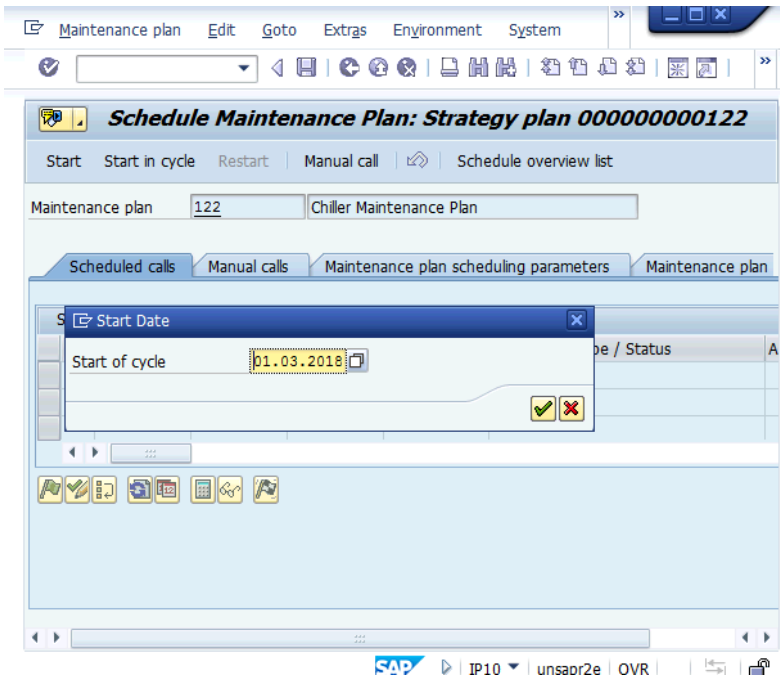 Maintenance plan Edit Goto Extras Environment System »
»
Schedule Maintenance Plan: Strategy plan 000000000122
Start Start in cycle Restart Manual call Schedule overview list
Maintenance plan 122 Chiller Maintenance Plan
Scheduled calls Manual calls Maintenance plan scheduling parameters Maintenance plan
S
Start Date
pe / Status A
Start of cycle 01.03.2018
12
SAP IP10 unsapr2e OVR